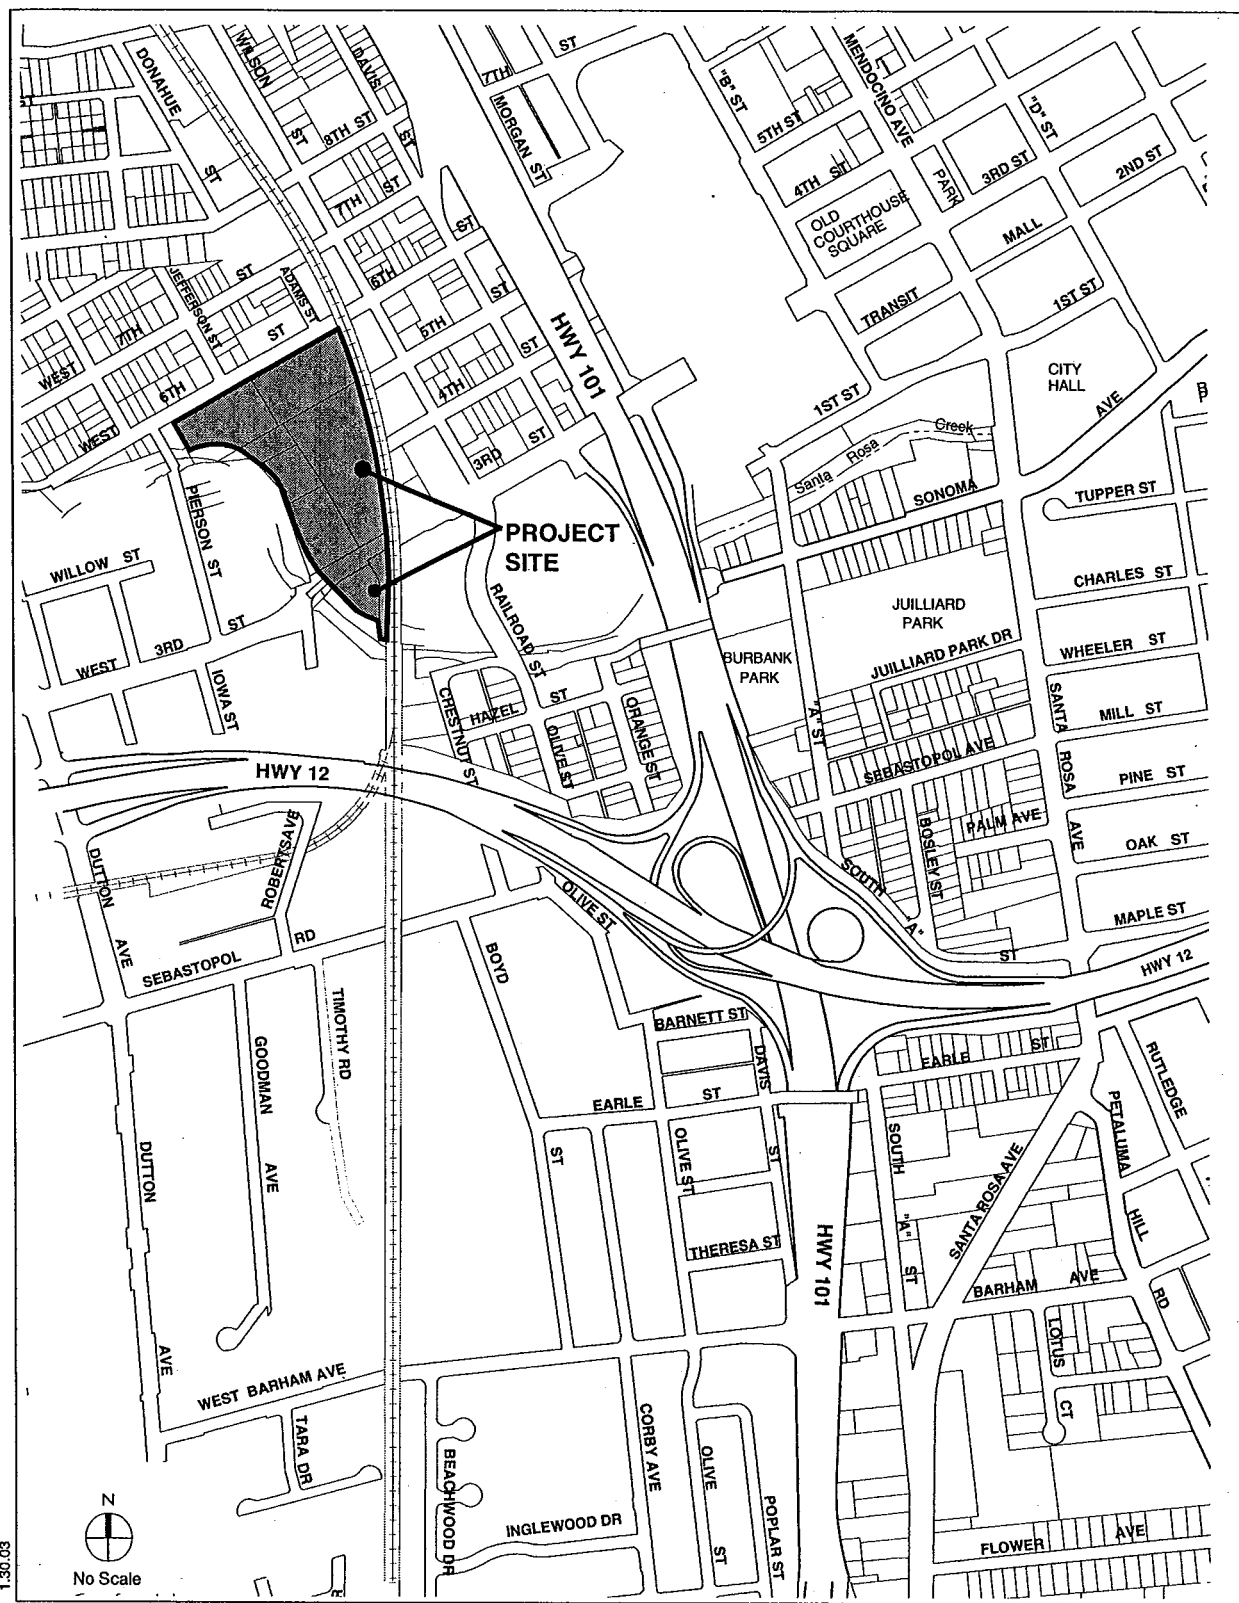 DONAHUE
ST
WILSON
ST
DAVIS
ST
8TH ST
7TH
ST
6TH
ST
5TH
ST
4TH
ST
3RD
ST
7TH
ST
MORGAN ST
"B" ST
5TH ST
4TH ST
MENDOCINO AVE
"D" ST
3RD ST
2ND ST
PARK
OLD
COURTHOUSE
SQUARE
MALL
TRANSIT
1ST ST
1ST ST
CITY
HALL
JEFFERSON ST
ADAMS ST
WEST
7TH
ST
WEST
6TH
ST
HWY 101
Santa Rosa Creek
SONOMA
AVE
TUPPER ST
CHARLES ST
WHEELER ST
MILL ST
PINE ST
OAK ST
MAPLE ST
PROJECT
SITE
PIERSON ST
WILLOW ST
WEST
3RD
ST
IOWA ST
RAILROAD ST
CHESTNUT ST
HAZEL
ST
OLIVE ST
ORANGE ST
JUILLIARD
PARK
JUILLIARD PARK DR
BURBANK
PARK
"A" ST
SEBASTOPOL AVE
SANTA
ROSA
AVE
BOSLEY ST
PALM AVE
HWY 12
SOUTH
"A"
ST
HWY 12
DUTTON
AVE
ROBERTS AVE
SEBASTOPOL
RD
OLIVE ST
BOYD
ST
TIMOTHY RD
GOODMAN
AVE
DUTTON
AVE
BARNETT ST
DAVIS
ST
EARLE
ST
OLIVE ST
THERESA ST
EARLE
ST
RUTLEDGE
PETALUMA
HILL
RD
SOUTH
"A"
ST
SANTA ROSA AVE
HWY 101
BARHAM
AVE
LOTUS
CT
WEST BARHAM AVE
TARA DR
BEACHWOOD DR
CORBY AVE
OLIVE
ST
POPLAR ST
INGLEWOOD DR
FLOWER
AVE
N
No Scale
1.30.03